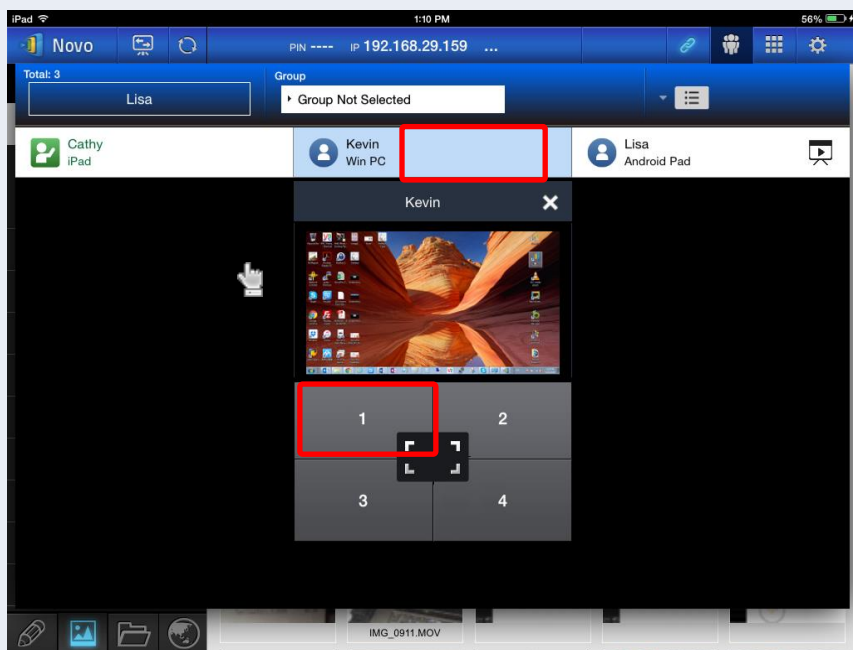 iPad 1:10 PM 56%
Novo PIN ---- IP 192.168.29.159 ...
Total: 3 Group
Lisa Group Not Selected
Cathy Kevin Lisa
iPad Win PC Android Pad
Kevin
1 2
3 4
IMG_0911.MOV